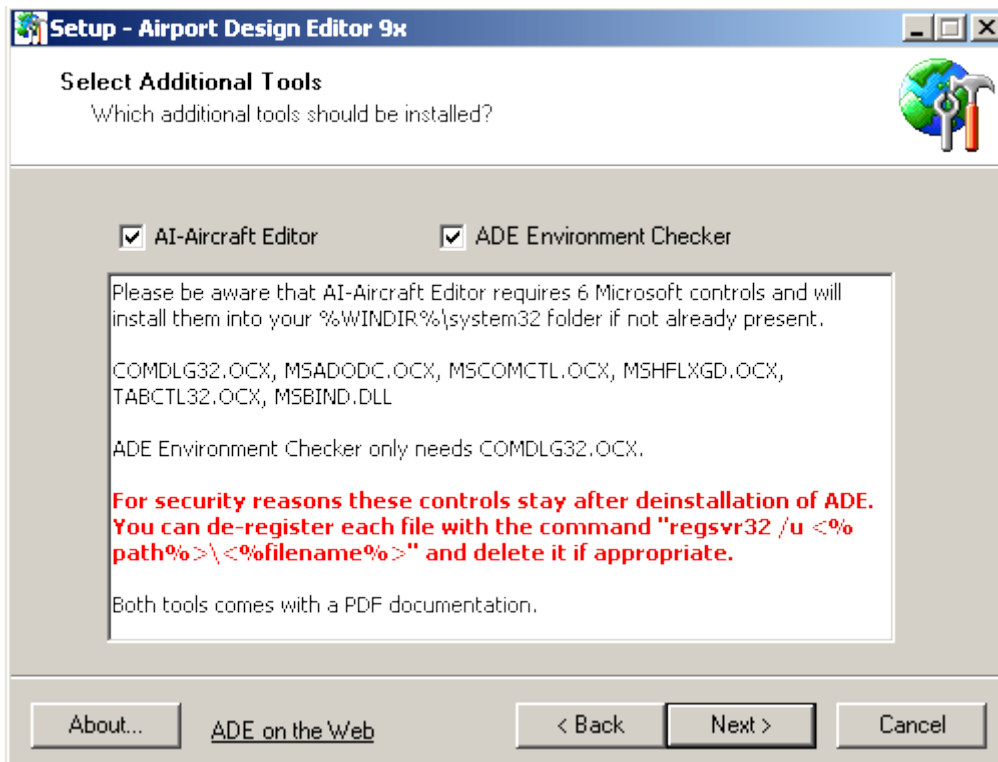 Setup - Airport Design Editor 9x
Select Additional Tools
Which additional tools should be installed?
AI-Aircraft Editor
ADE Environment Checker
Please be aware that AI-Aircraft Editor requires 6 Microsoft controls and will
install them into your %WINDIR%\system32 folder if not already present.
COMDLG32.OCX, MSADODC.OCX, MSCOMCTL.OCX, MSHFLXGD.OCX,
TABCTL32.OCX, MSBIND.DLL
ADE Environment Checker only needs COMDLG32.OCX.
For security reasons these controls stay after deinstallation of ADE.
You can de-register each file with the command "regsvr32 /u <%
path%>\<%filename%>" and delete it if appropriate.
Both tools comes with a PDF documentation.
About...
ADE on the Web
< Back
Next >
Cancel